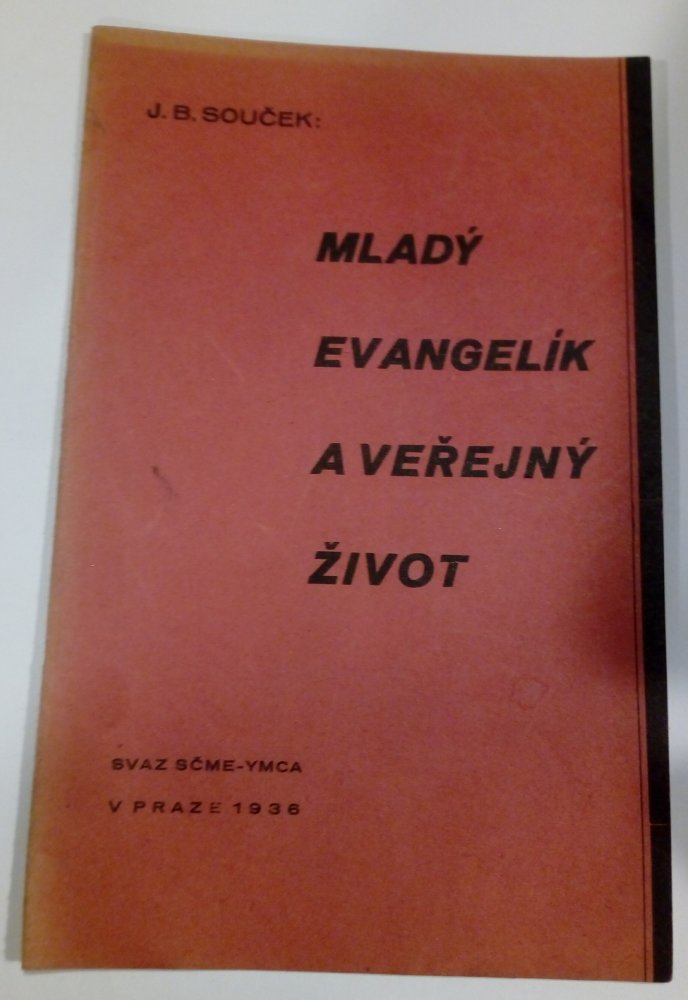 J. B. SOUČEK:
MLADÝ
EVANGELÍK
A VEŘEJNÝ
ŽIVOT
SVAZ SČME-YMCA
V PRAZE 1936